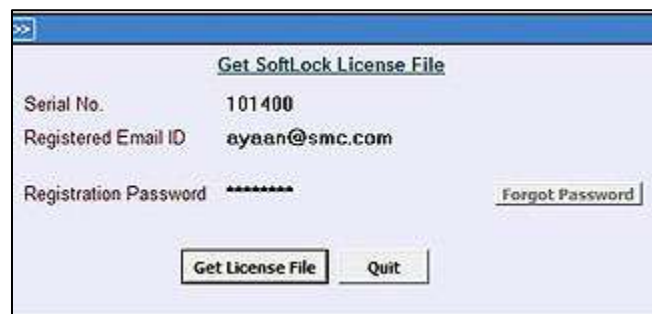 >>
Get SoftLock License File
Serial No. 101400
Registered Email ID ayaan@smc.com
Registration Password ******** Forgot Password
Get License File Quit